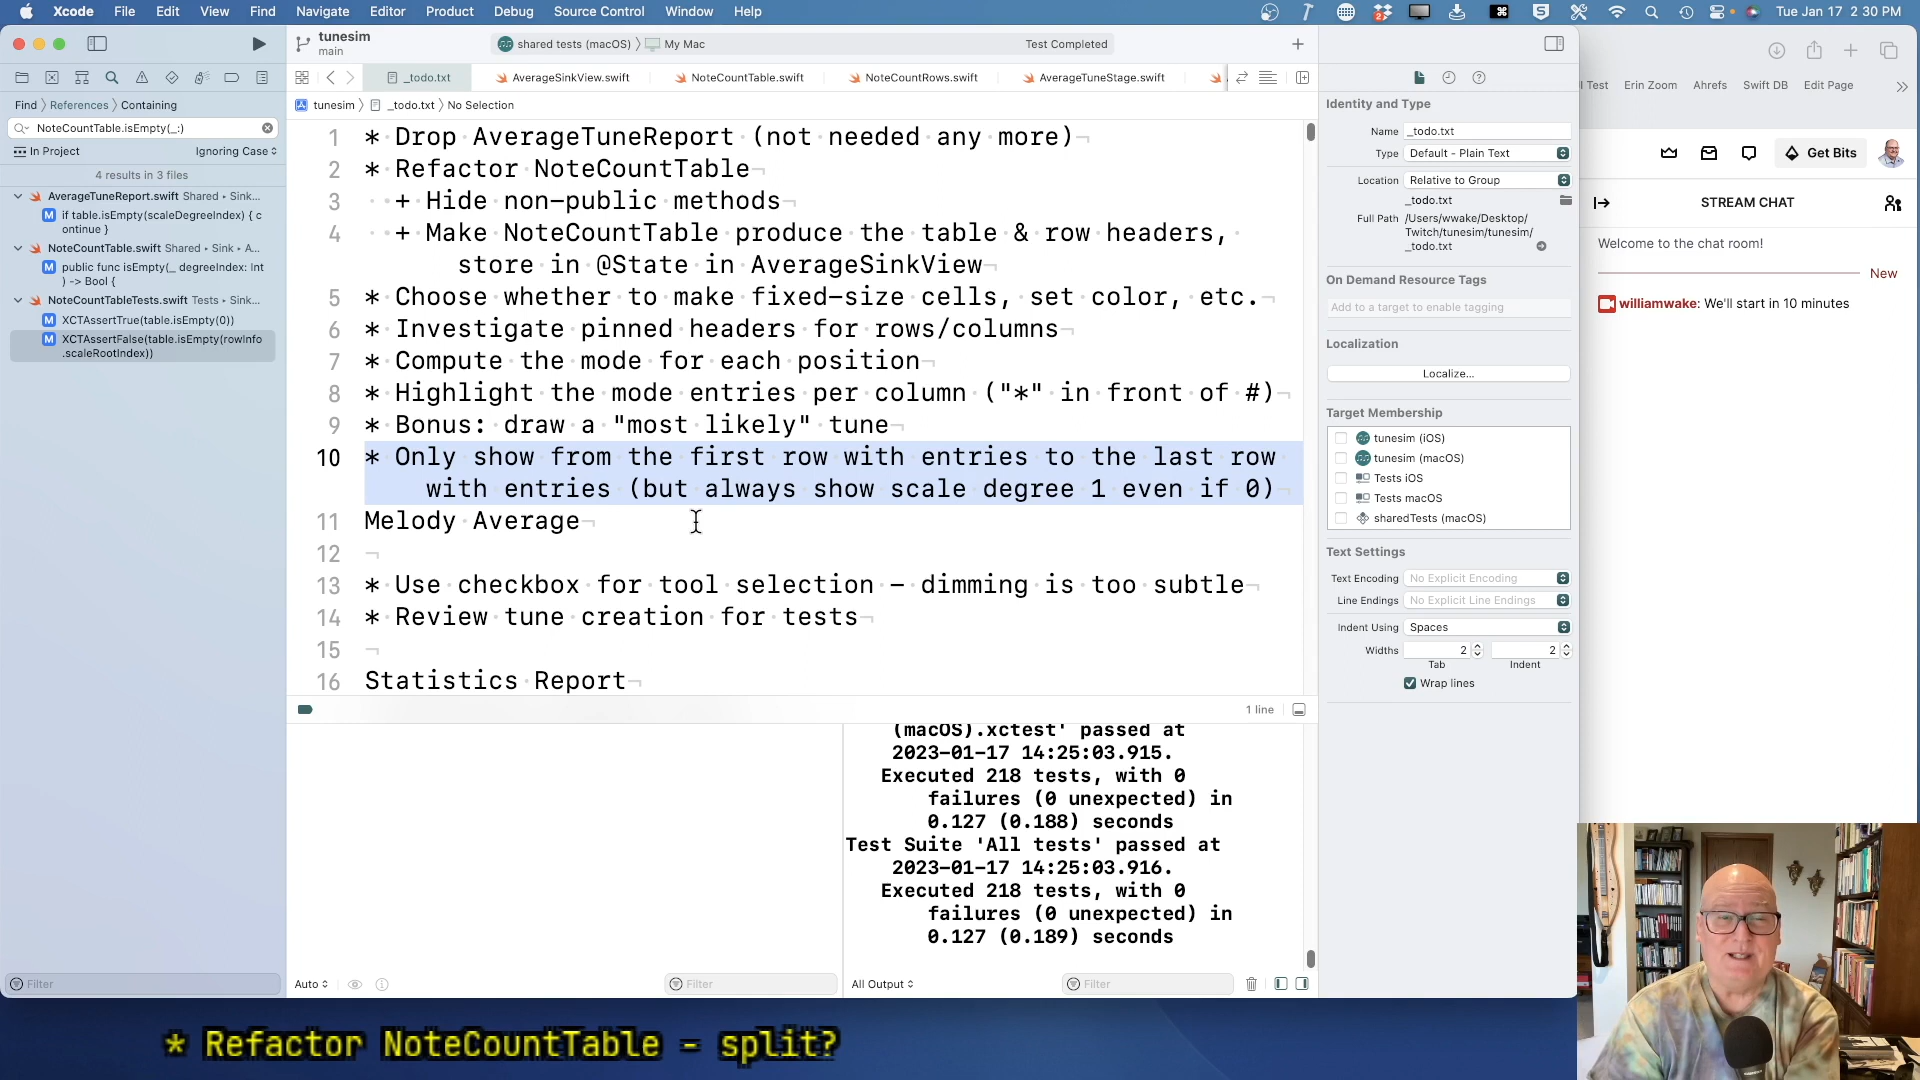 Xcode File Edit View Find Navigate Editor Product Debug Source Control Window Help
Tue Jan 17 2:30 PM
tunesim
main
shared tests (macOS) 〉 My Mac
Test Completed
_todo.txt
AverageSinkView.swift
NoteCountTable.swift
NoteCountRows.swift
AverageTuneStage.swift
Find 〉 References 〉 Containing
NoteCountTable.isEmpty(_:)
In Project
Ignoring Case
4 results in 3 files
AverageTuneReport.swift Shared • Sink...
if table.isEmpty(scaleDegreeIndex) { c
ontinue }
NoteCountTable.swift Shared • Sink • A...
public func isEmpty(_ degreeIndex: Int
) -> Bool {
NoteCountTableTests.swift Tests • Sink...
XCTAssertTrue(table.isEmpty(0))
XCTAssertFalse(table.isEmpty(rowInfo
.scaleRootIndex))
Filter
tunesim 〉 _todo.txt 〉 No Selection
1 * Drop AverageTuneReport (not needed any more)
2 * Refactor NoteCountTable
3 + Hide non-public methods
4 + Make NoteCountTable produce the table & row headers,
store in @State in AverageSinkView
5 * Choose whether to make fixed-size cells, set color, etc.
6 * Investigate pinned headers for rows/columns
7 * Compute the mode for each position
8 * Highlight the mode entries per column ("*" in front of #)
9 * Bonus: draw a "most likely" tune
10 * Only show from the first row with entries to the last row
with entries (but always show scale degree 1 even if 0)
11 Melody Average
12
13 * Use checkbox for tool selection – dimming is too subtle
14 * Review tune creation for tests
15
16 Statistics Report
1 line
(macOS).xctest' passed at
2023-01-17 14:25:03.915.
Executed 218 tests, with 0
failures (0 unexpected) in
0.127 (0.188) seconds
Test Suite 'All tests' passed at
2023-01-17 14:25:03.916.
Executed 218 tests, with 0
failures (0 unexpected) in
0.127 (0.189) seconds
Auto
Filter
All Output
Filter
Identity and Type
Name _todo.txt
Type Default - Plain Text
Location Relative to Group
_todo.txt
Full Path /Users/wwake/Desktop/
Twitch/tunesim/tunesim/
_todo.txt
On Demand Resource Tags
Add to a target to enable tagging
Localization
Localize...
Target Membership
tunesim (iOS)
tunesim (macOS)
Tests iOS
Tests macOS
sharedTests (macOS)
Text Settings
Text Encoding No Explicit Encoding
Line Endings No Explicit Line Endings
Indent Using Spaces
Widths 2 2
Tab Indent
Wrap lines
Test Erin Zoom Ahrefs Swift DB Edit Page
Get Bits
STREAM CHAT
Welcome to the chat room!
New
williamwake: We'll start in 10 minutes
* Refactor NoteCountTable - split?